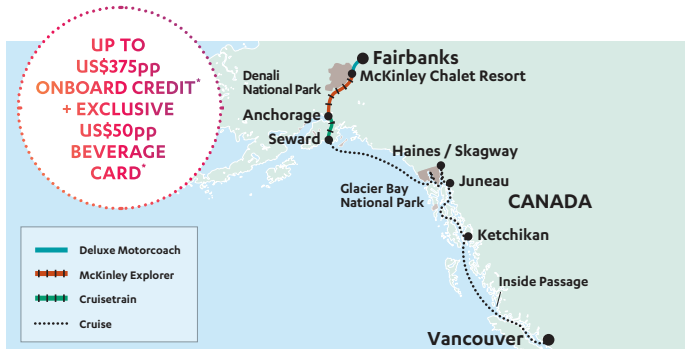 UP TO
US$375pp
ONBOARD CREDIT*
+ EXCLUSIVE
US$50pp
BEVERAGE
CARD*
Fairbanks
McKinley Chalet Resort
Denali
National Park
Anchorage
Seward
Haines / Skagway
Juneau
Glacier Bay
National Park
CANADA
Ketchikan
Inside Passage
Vancouver
Deluxe Motorcoach
McKinley Explorer
Cruisetrain
Cruise